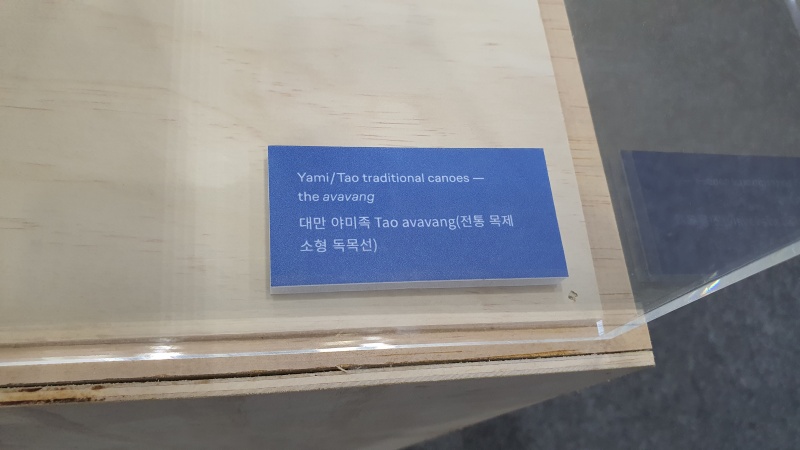 Yami/Tao traditional canoes —
the avavang
대만 야미족 Tao avavang(전통 목제
소형 독목선)